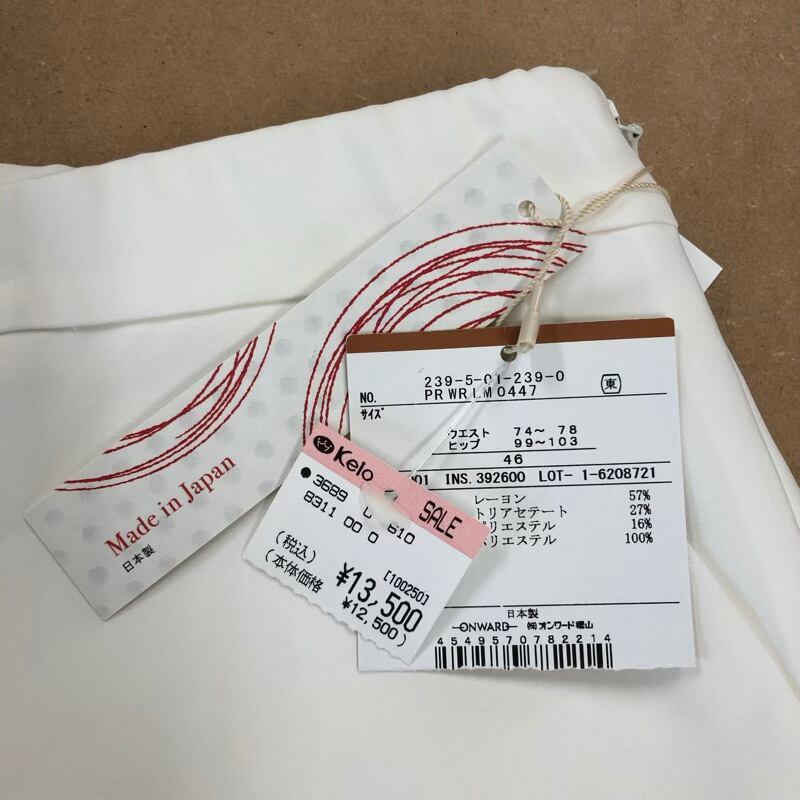 Made in Japan
日本製
Kelo
SALE
3689
610
8311 00 0
[100250]
(税込) ¥13,500
(本体価格 ¥12,500)
239-5-01-239-0
東
NO. PRWRLM0447
サイズ
ウエスト 74~ 78
ヒップ 99~103
46
01 INS.392600 LOT- 1-6208721
レーヨン 57%
トリアセテート 27%
ポリエステル 16%
ポリエステル 100%
日本製
ONWARD ㈱オンワード樫山
4549570782214